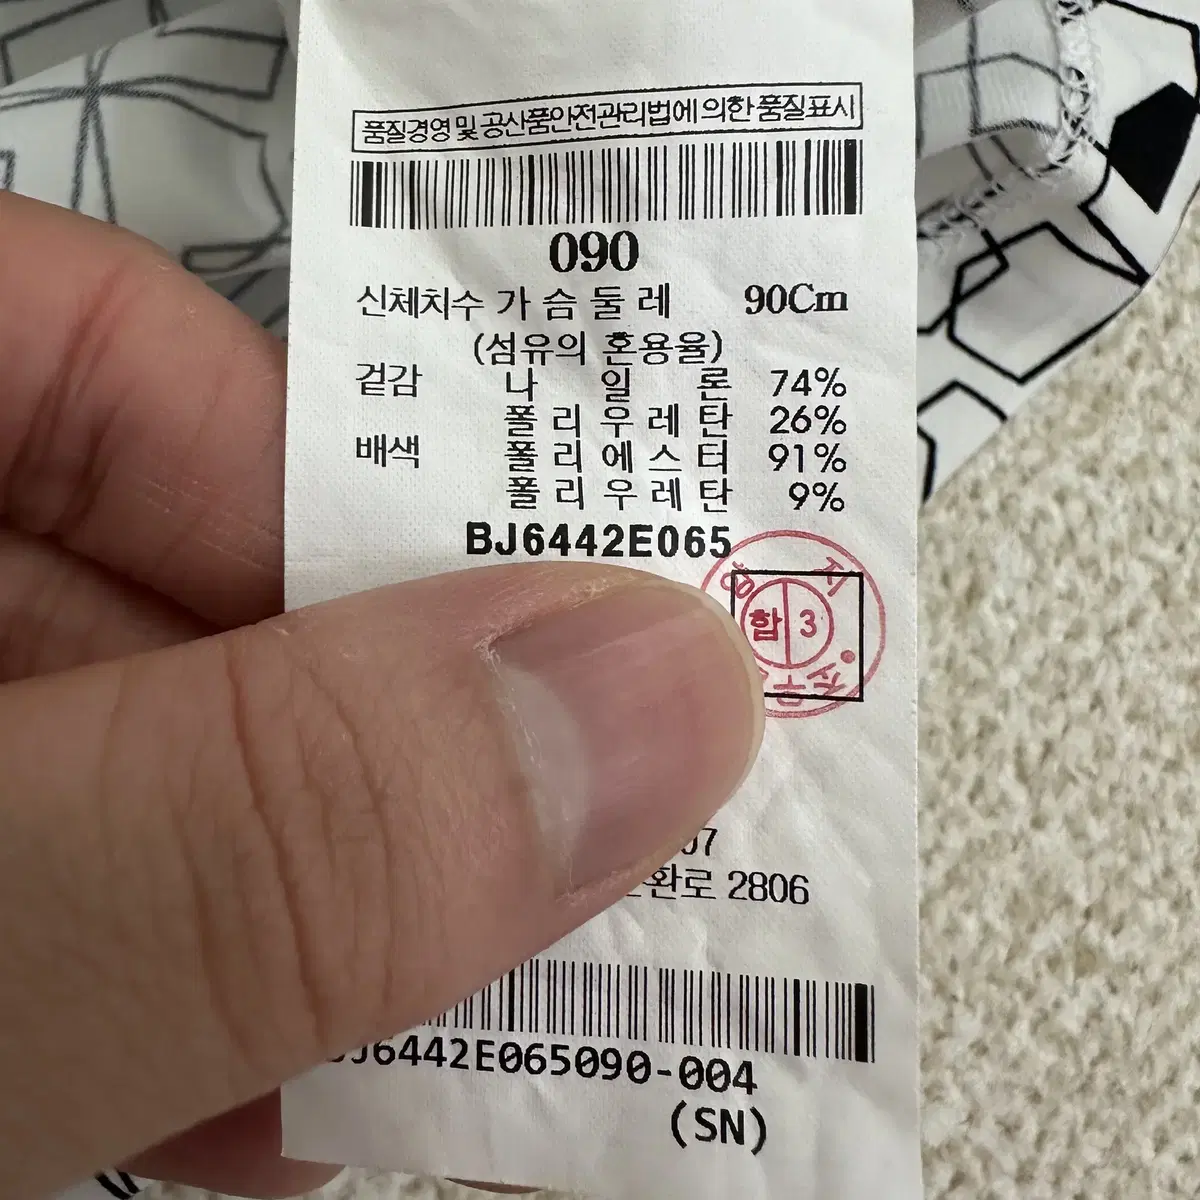 품질경영 및 공산품안전관리법에 의한 품질표시
090
신체치수 가 슴 둘 레 90Cm
(섬유의 혼용율)
겉감 나 일 론 74%
폴 리 우 레 탄 26%
배색 폴 리 에 스 터 91%
폴 리 우 레 탄 9%
BJ6442E065
합 3
07
환로 2806
J6442E065090-004
(SN)